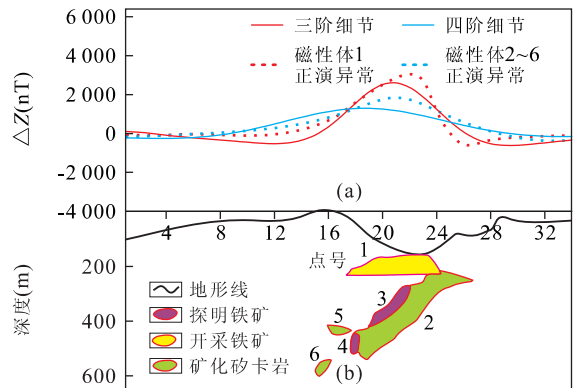 6 000
4 000
2 000
0
-2 000
-4 000
△Z(nT)
三阶细节
四阶细节
磁性体1
正演异常
磁性体2~6
正演异常
(a)
4 8 12 16 20 24 28 32
点号
200
400
600
深度(m)
1
2
3
4
5
6
地形线
探明铁矿
开采铁矿
矿化矽卡岩
(b)